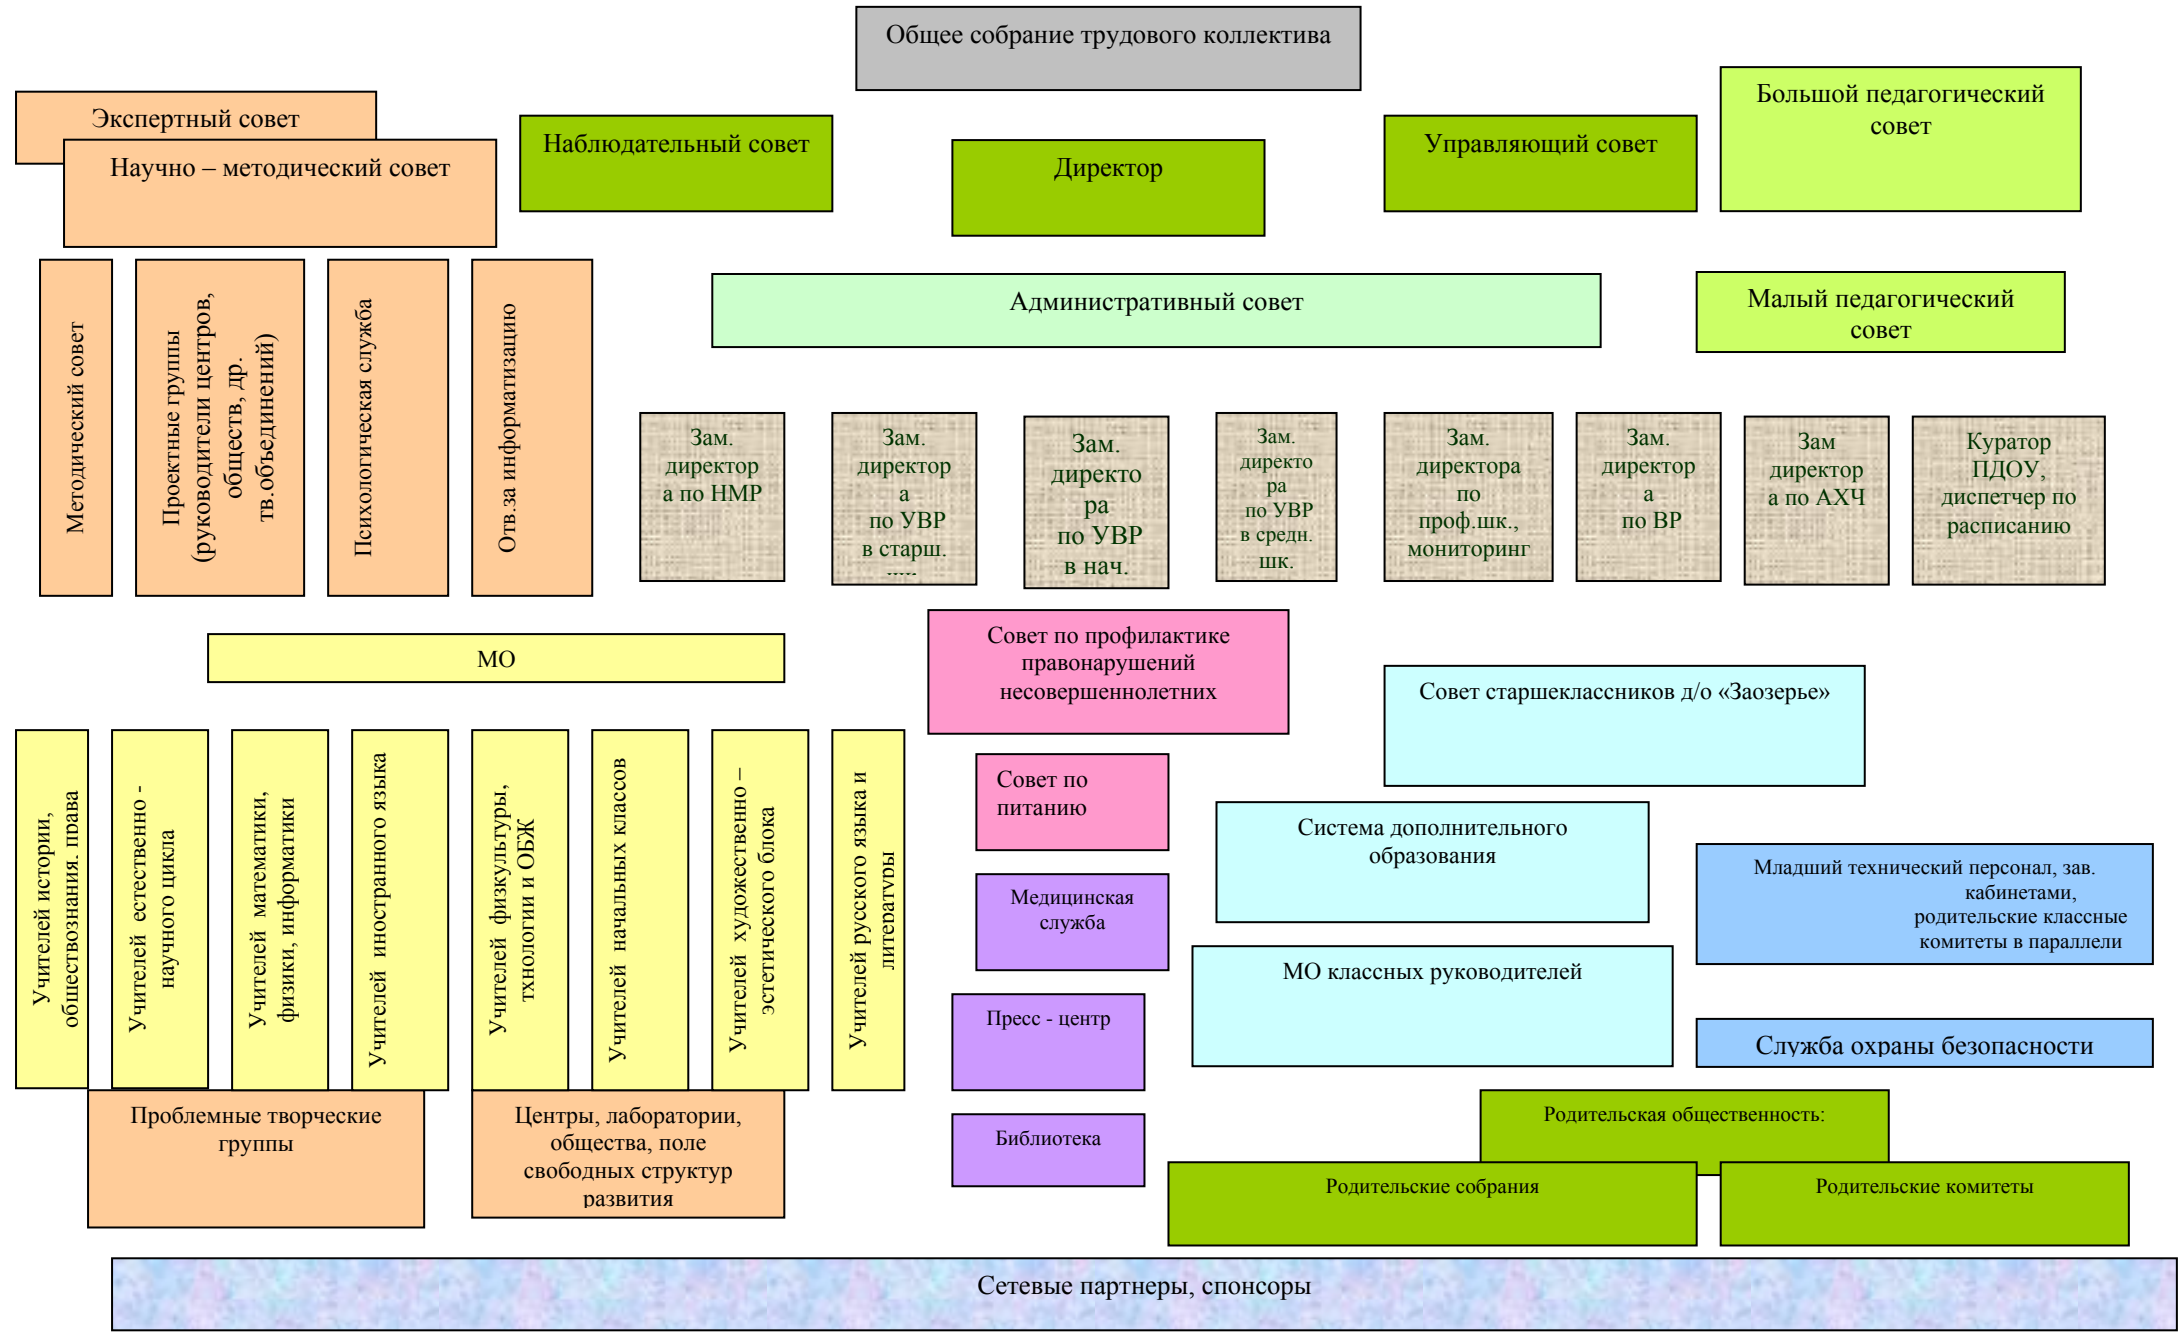 Общее собрание трудового коллектива
Экспертный совет
Научно – методический совет
Наблюдательный совет
Директор
Управляющий совет
Большой педагогический
совет
Методический совет
Проектные группы
(руководители центров,
обществ, др.
тв.объединений)
Психологическая служба
Отв.за информатизацию
Административный совет
Малый педагогический
совет
Зам.
директор
а по НМР
Зам.
директор
а
по УВР
в старш.
Зам.
директо
ра
по УВР
в нач.
Зам.
директо
ра
по УВР
в средн.
шк.
Зам.
директора
по
проф.шк.,
мониторинг
Зам.
директор
а
по ВР
Зам
директор
а по АХЧ
Куратор
ПДОУ,
диспетчер по
расписанию
МО
Совет по профилактике
правонарушений
несовершеннолетних
Совет старшеклассников д/о «Заозерье»
Учителей истории,
обществознания. права
Учителей естественно -
научного цикла
Учителей математики,
физики, информатики
Учителей иностранного языка
Учителей физкультуры,
тхнологии и ОБЖ
Учителей начальных классов
Учителей художественно –
эстетического блока
Учителей русского языка и
литературы
Совет по
питанию
Система дополнительного
образования
Младший технический персонал, зав.
кабинетами,
родительские классные
комитеты в параллели
Медицинская
служба
МО классных руководителей
Пресс - центр
Служба охраны безопасности
Проблемные творческие
группы
Центры, лаборатории,
общества, поле
свободных структур
развития
Библиотека
Родительская общественность:
Родительские собрания
Родительские комитеты
Сетевые партнеры, спонсоры